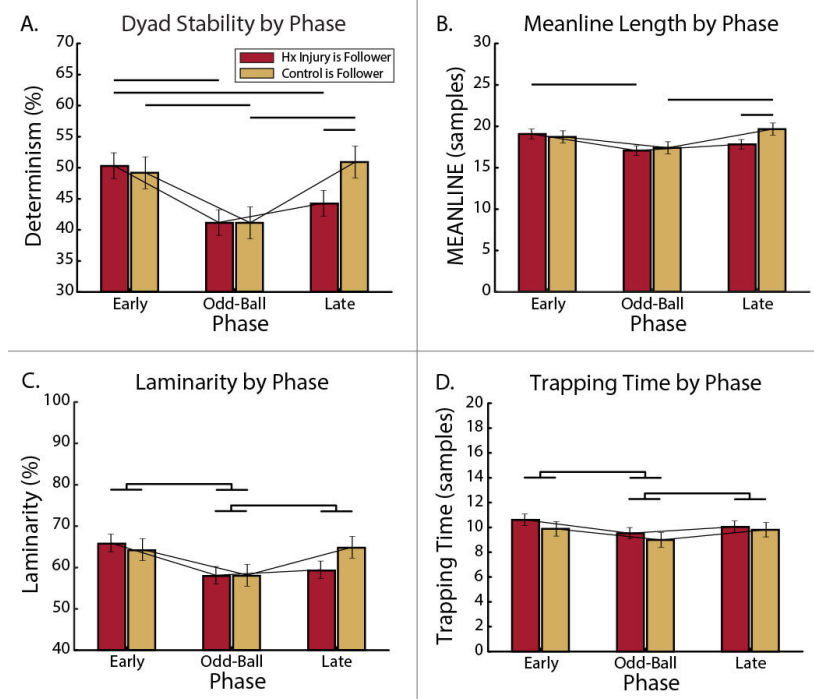 A.
Dyad Stability by Phase
Hx Injury is Follower
Control is Follower
Determinism (%)
70
65
60
55
50
45
40
35
30
Early
Odd-Ball
Late
Phase
B.
Meanline Length by Phase
MEANLINE (samples)
30
25
20
15
10
5
0
Early
Odd-Ball
Late
Phase
C.
Laminarity by Phase
Laminarity (%)
100
90
80
70
60
50
40
Early
Odd-Ball
Late
Phase
D.
Trapping Time by Phase
Trapping Time (samples)
20
18
16
14
12
10
8
6
4
2
0
Early
Odd-Ball
Late
Phase